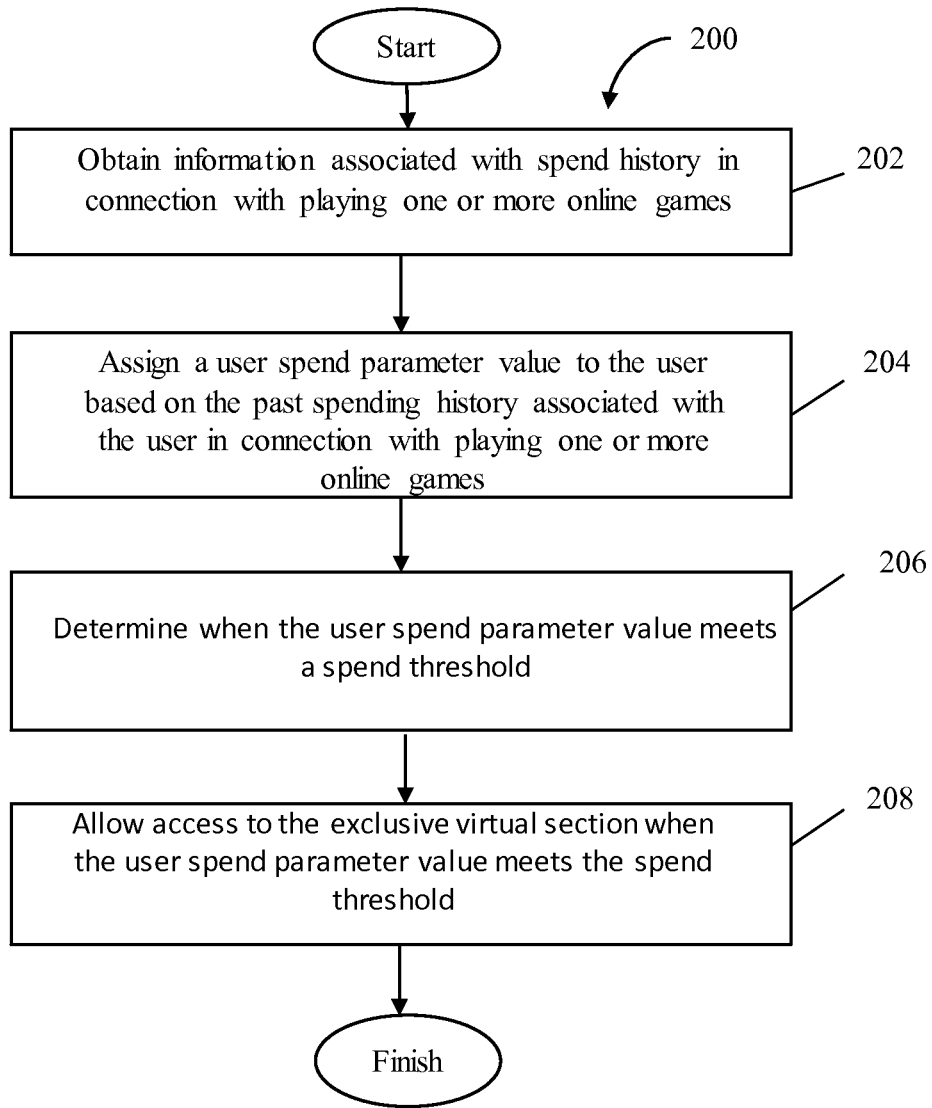 Start
200
Obtain information associated with spend history in
connection with playing one or more online games
202
Assign a user spend parameter value to the user
based on the past spending history associated with
the user in connection with playing one or more
online games
204
Determine when the user spend parameter value meets
a spend threshold
206
Allow access to the exclusive virtual section when
the user spend parameter value meets the spend
threshold
208
Finish